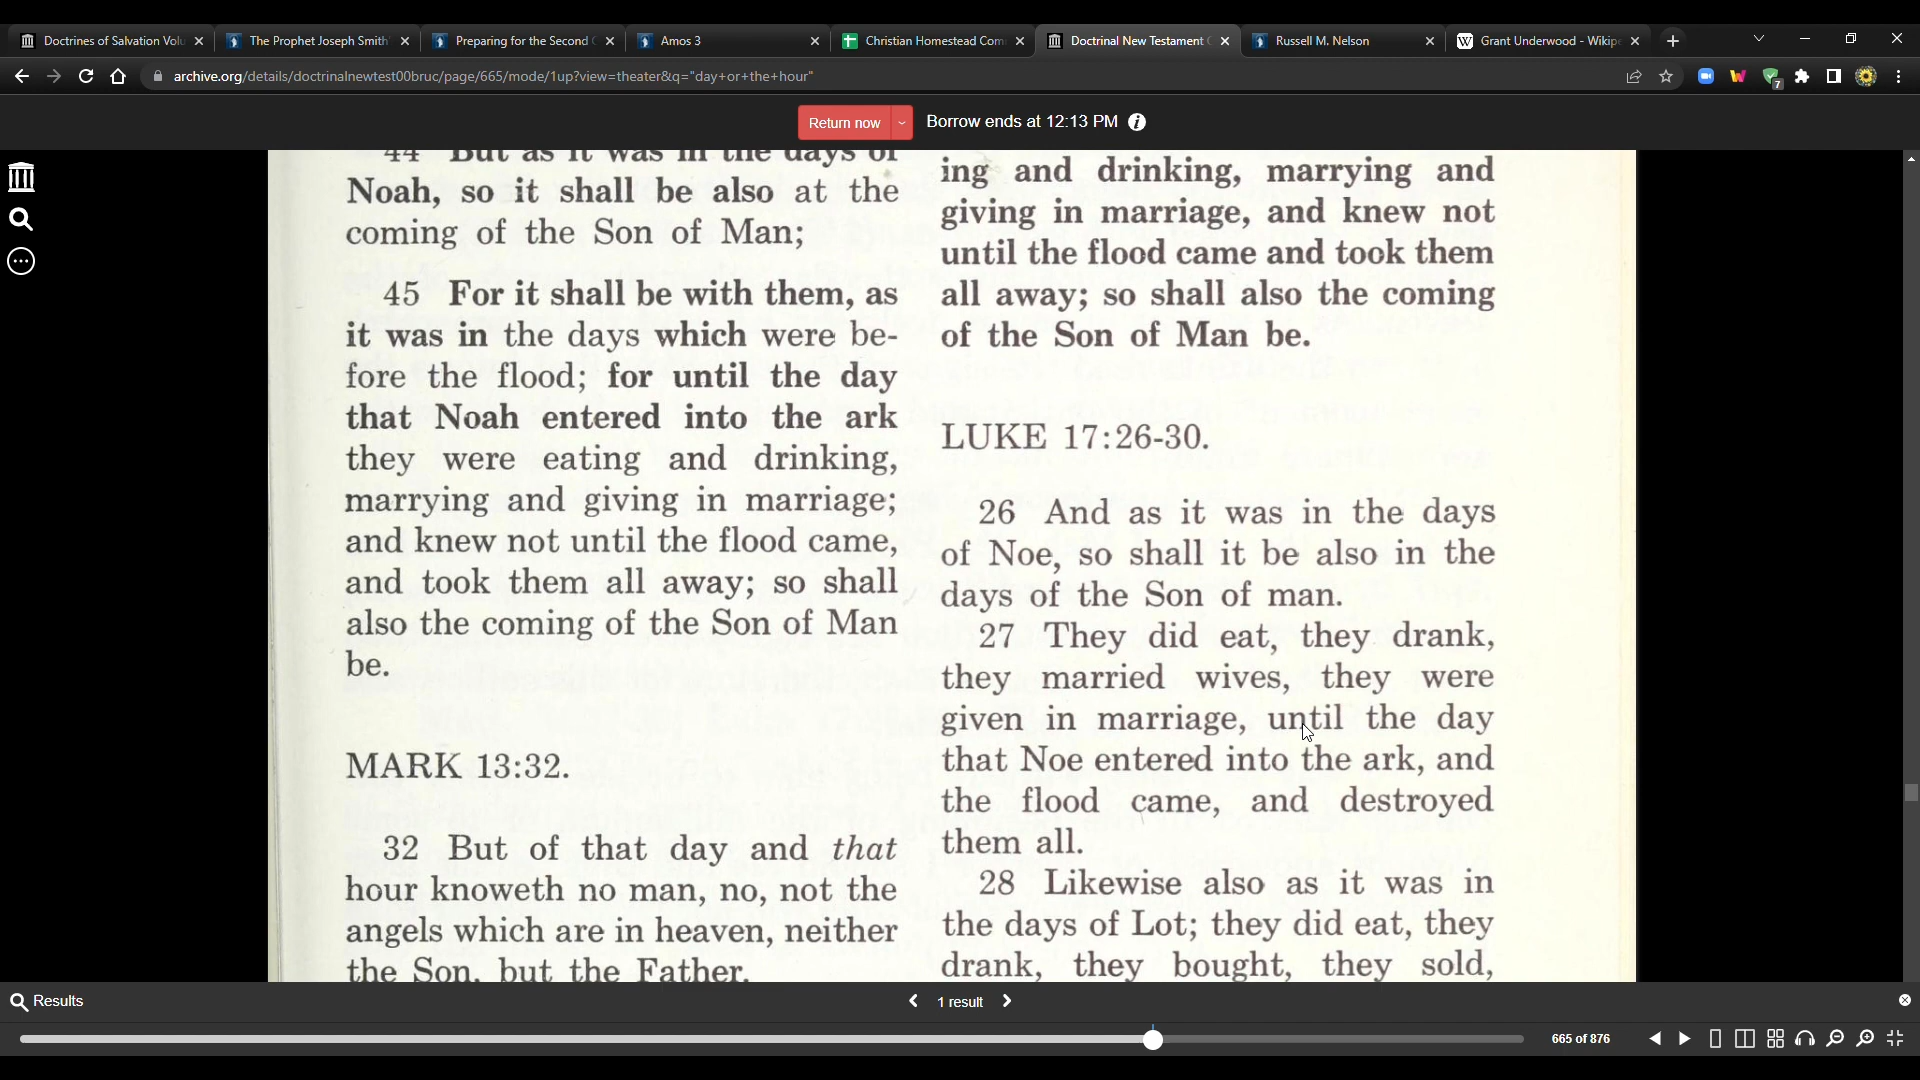 Doctrines of Salvation Volu
The Prophet Joseph Smith'
Preparing for the Second C
Amos 3
Christian Homestead Com
Doctrinal New Testament C
Russell M. Nelson
Grant Underwood - Wikip
archive.org/details/doctrinalnewtest00bruc/page/665/mode/1up?view=theater&q="day+or+the+hour"
7
Return now
Borrow ends at 12:13 PM
44 But as it was in the days of
Noah, so it shall be also at the
coming of the Son of Man;
45 For it shall be with them, as
it was in the days which were be-
fore the flood; for until the day
that Noah entered into the ark
they were eating and drinking,
marrying and giving in marriage;
and knew not until the flood came,
and took them all away; so shall
also the coming of the Son of Man
be.
MARK 13:32.
32 But of that day and that
hour knoweth no man, no, not the
angels which are in heaven, neither
the Son, but the Father.
ing and drinking, marrying and
giving in marriage, and knew not
until the flood came and took them
all away; so shall also the coming
of the Son of Man be.
LUKE 17:26-30.
26 And as it was in the days
of Noe, so shall it be also in the
days of the Son of man.
27 They did eat, they drank,
they married wives, they were
given in marriage, until the day
that Noe entered into the ark, and
the flood came, and destroyed
them all.
28 Likewise also as it was in
the days of Lot; they did eat, they
drank, they bought, they sold,
Results
1 result
665 of 876